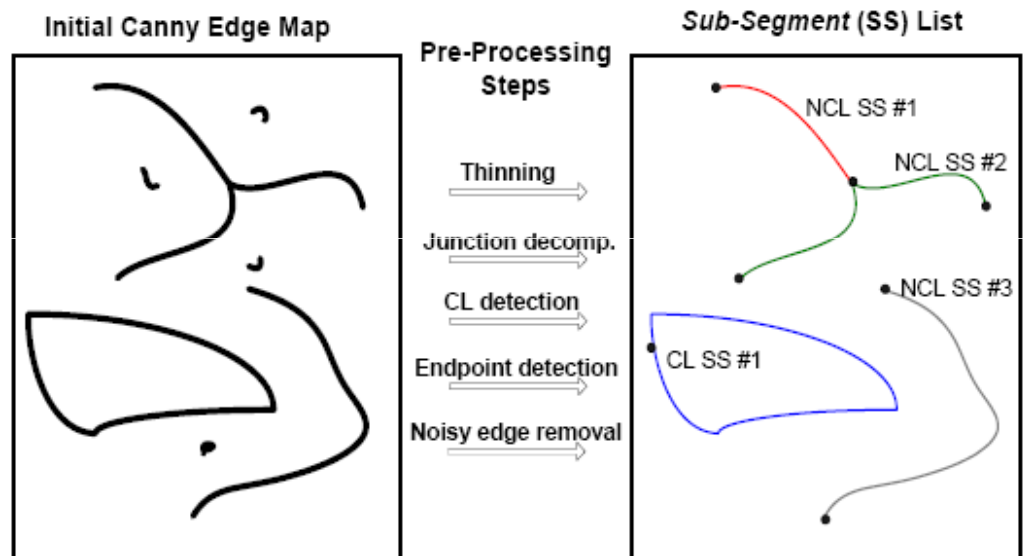 Initial Canny Edge Map
Pre-Processing
Steps
Thinning
Junction decomp.
CL detection
Endpoint detection
Noisy edge removal
Sub-Segment (SS) List
NCL SS #1
NCL SS #2
NCL SS #3
CL SS #1